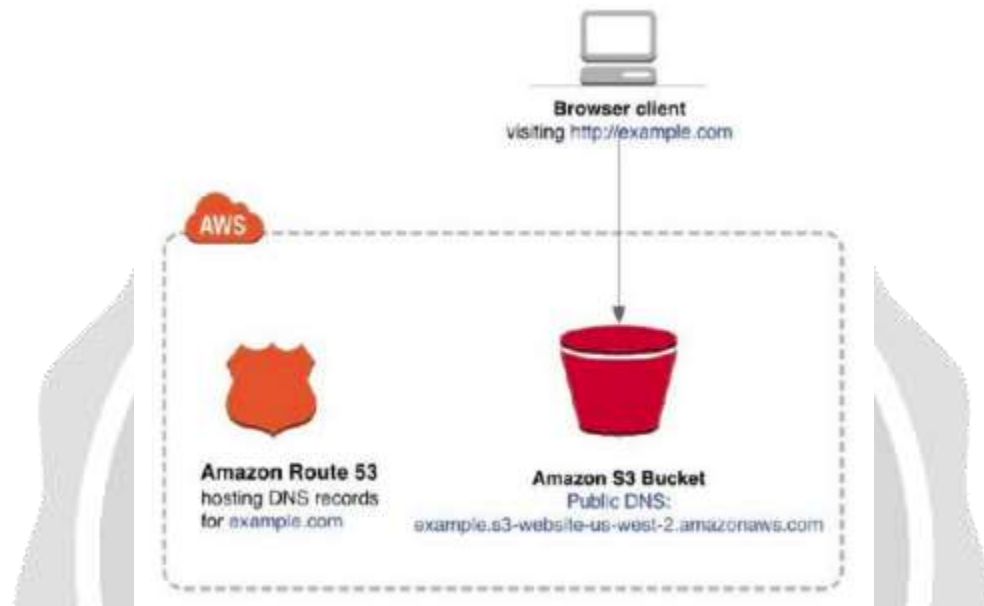 Browser client
visiting http://example.com
AWS
Amazon Route 53
hosting DNS records
for example.com
Amazon S3 Bucket
Public DNS:
example.s3-website-us-west-2.amazonaws.com